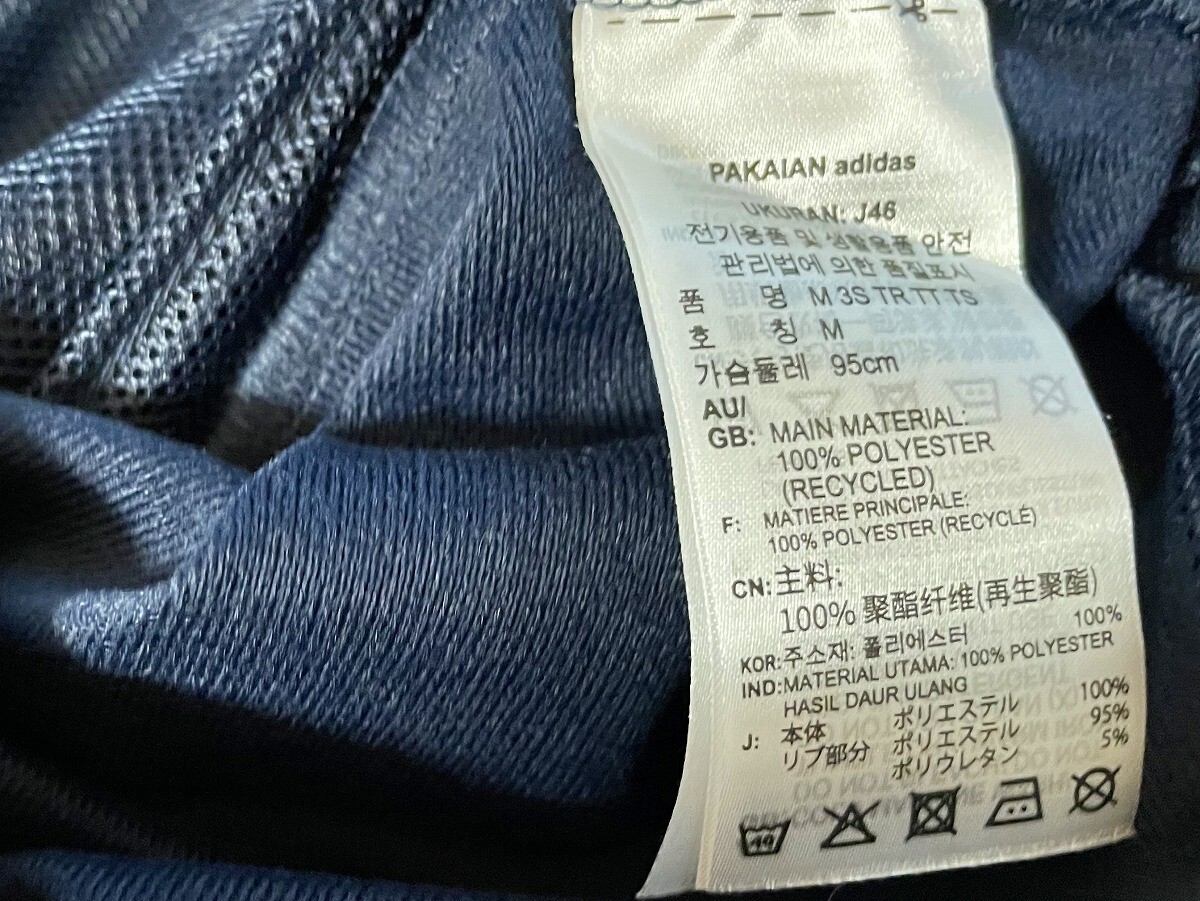 PAKAIAN adidas
UKURAN: J46
전기용품 및 생활용품 안전
관리법에 의한 품질표시
품 명 M 3S TR TT TS
호 칭 M
가슴둘레 95cm
AU/
GB: MAIN MATERIAL:
100% POLYESTER
(RECYCLED)
F: MATIERE PRINCIPALE:
100% POLYESTER (RECYCLÉ)
CN: 主料:
100% 聚酯纤维(再生聚酯)
KOR: 주소재: 폴리에스터 100%
IND: MATERIAL UTAMA: 100% POLYESTER
HASIL DAUR ULANG
J: 本体 ポリエステル 100%
リブ部分 ポリエステル 95%
ポリウレタン 5%
40